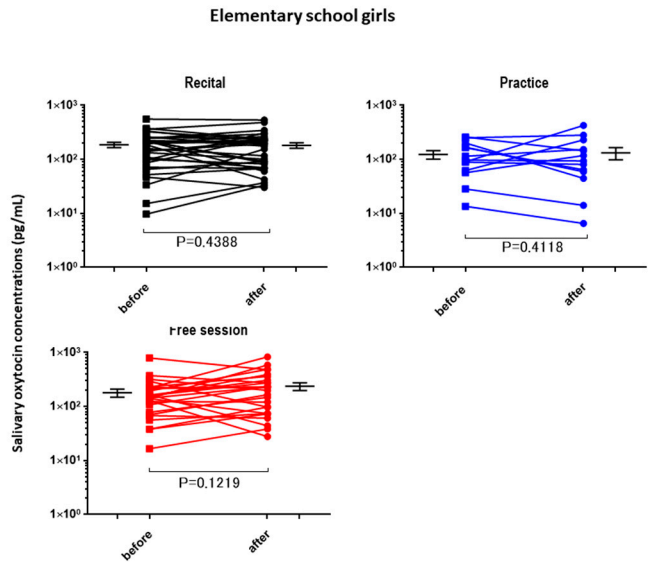 Elementary school girls
Salivary oxytocin concentrations (pg/mL)
Recital
1×10³
1×10²
1×10¹
1×10⁰
P=0.4388
before
after
Practice
1×10³
1×10²
1×10¹
1×10⁰
P=0.4118
before
after
Free session
1×10³
1×10²
1×10¹
1×10⁰
P=0.1219
before
after